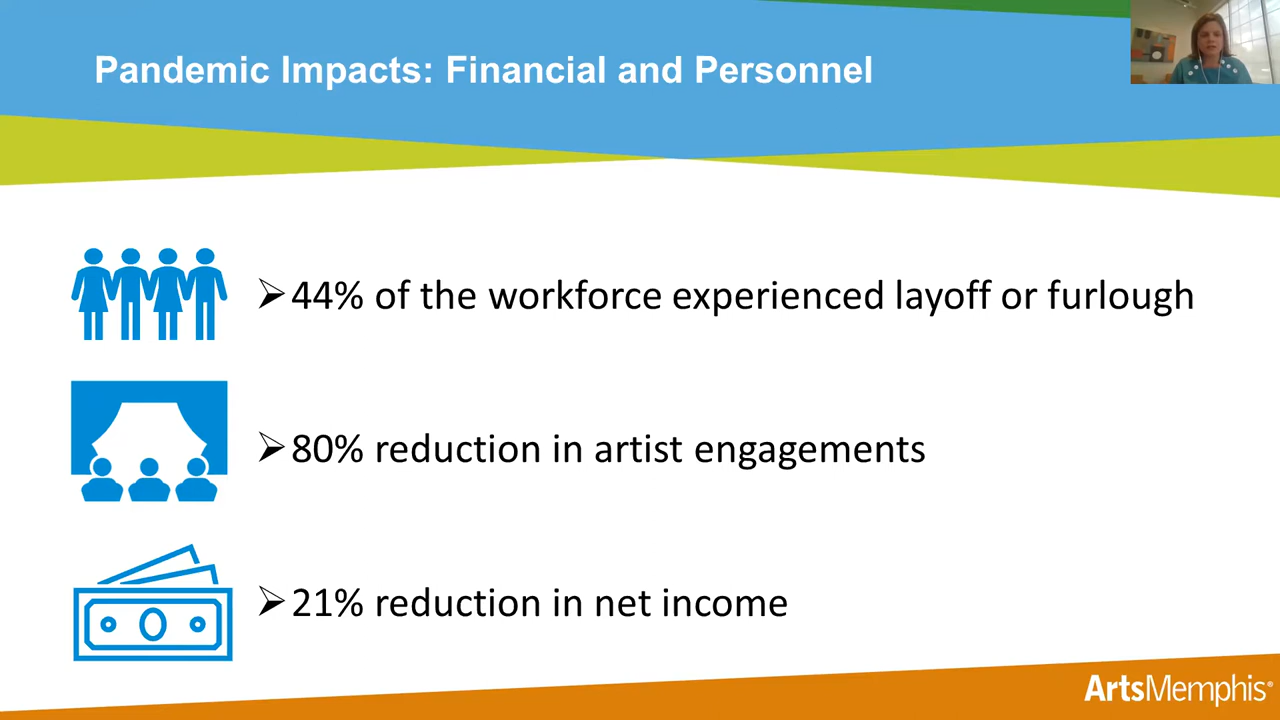 Pandemic Impacts: Financial and Personnel
➢44% of the workforce experienced layoff or furlough
➢80% reduction in artist engagements
➢21% reduction in net income
ArtsMemphis®